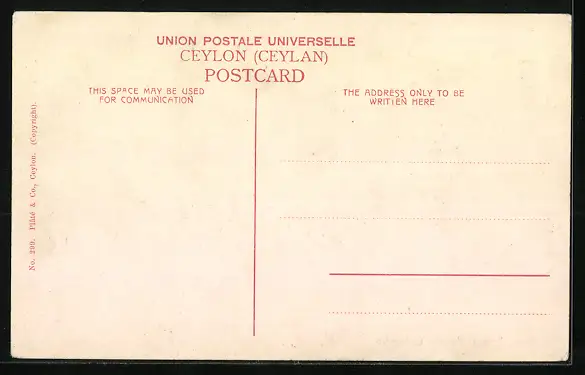 UNION POSTALE UNIVERSELLE
CEYLON (CEYLAN)
POSTCARD
THIS SPACE MAY BE USED
FOR COMMUNICATION
THE ADDRESS ONLY TO BE
WRITTEN HERE
No. 299. Plâté & Co., Ceylon. (Copyright).